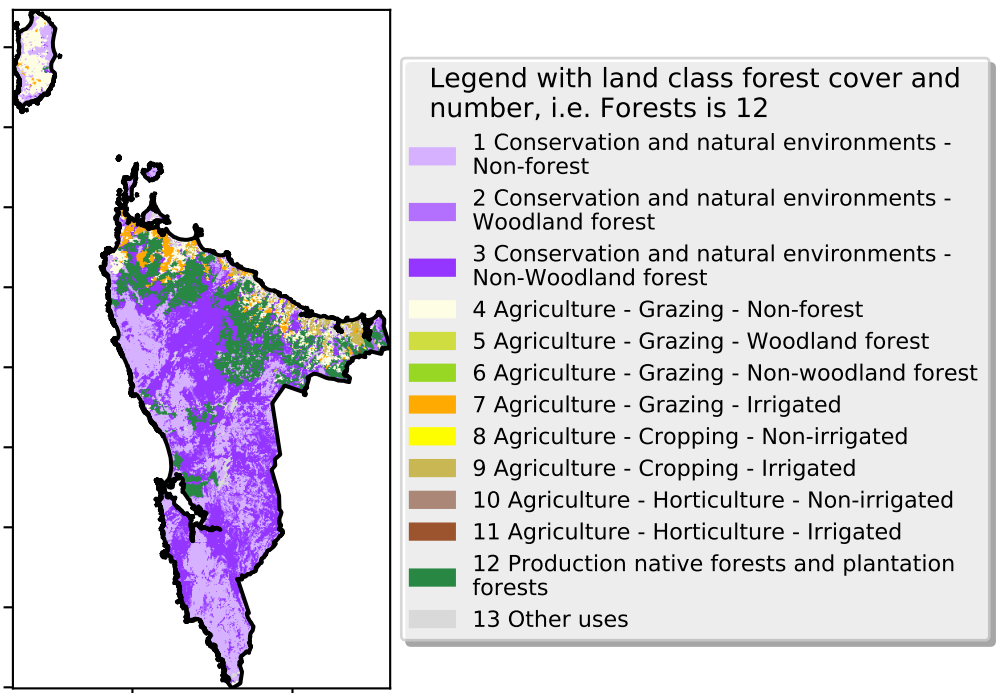 Legend with land class forest cover and
number, i.e. Forests is 12
1 Conservation and natural environments -
Non-forest
2 Conservation and natural environments -
Woodland forest
3 Conservation and natural environments -
Non-Woodland forest
4 Agriculture - Grazing - Non-forest
5 Agriculture - Grazing - Woodland forest
6 Agriculture - Grazing - Non-woodland forest
7 Agriculture - Grazing - Irrigated
8 Agriculture - Cropping - Non-irrigated
9 Agriculture - Cropping - Irrigated
10 Agriculture - Horticulture - Non-irrigated
11 Agriculture - Horticulture - Irrigated
12 Production native forests and plantation
forests
13 Other uses